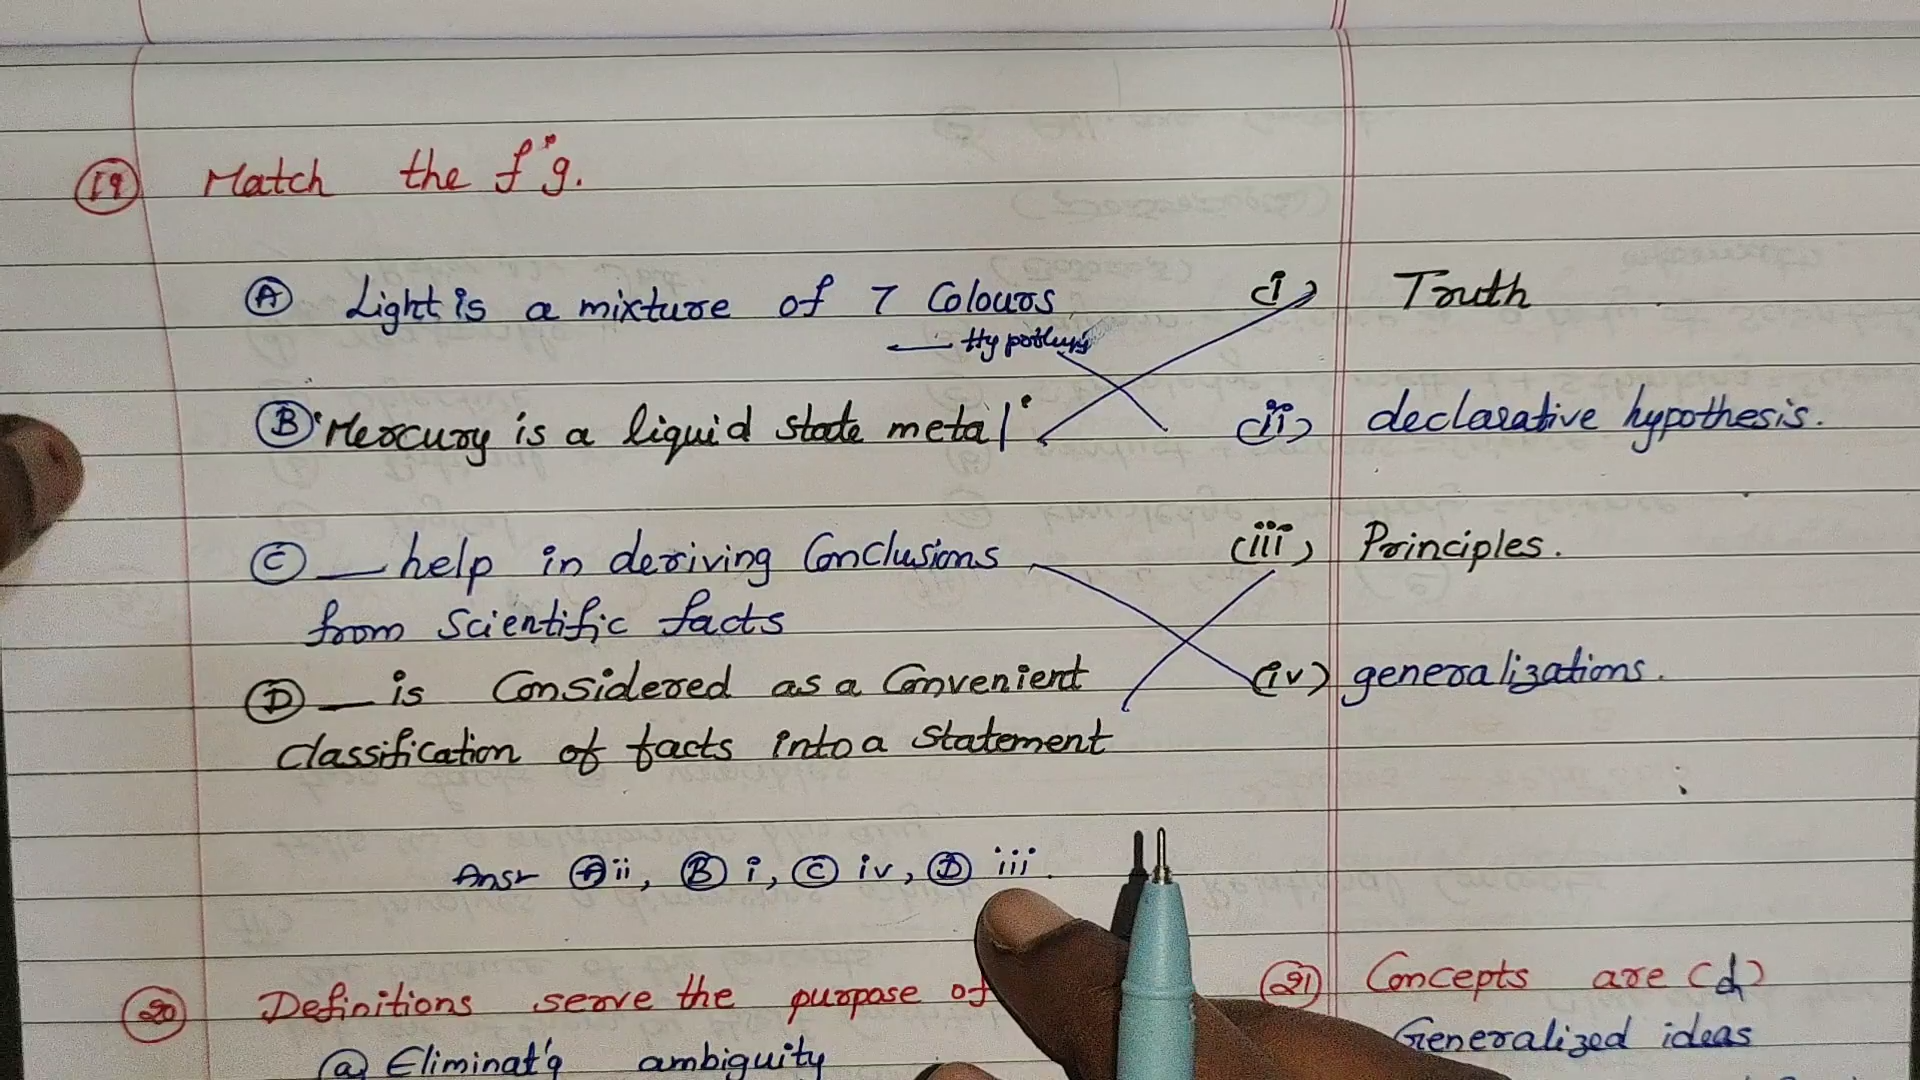 19 Match the f"g.
A Light is a mixture of 7 Colours (i) Truth
— Hypothesis
B Mercury is a liquid state metal (ii) declarative hypothesis.
C — help in deriving Conclusions (iii) Principles.
from Scientific facts
D — is Considered as a Convenient (iv) generalizations.
classification of facts into a statement
Ans: A ii, B i, C iv, D iii.
20 Definitions serve the purpose of
(a) Eliminat'g ambiguity
21 Concepts are (d)
Generalized ideas